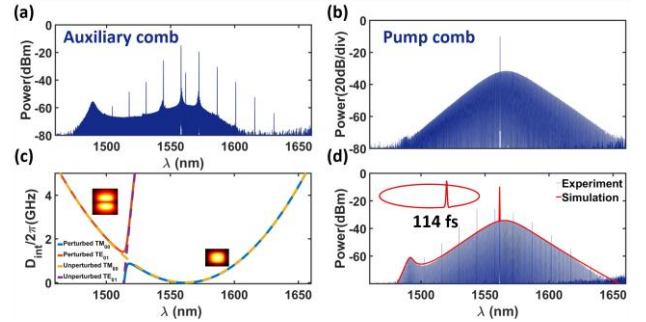 (a)
Auxiliary comb
Power(dBm)
0
-20
-40
-60
-80
1500
1550
1600
1650
λ (nm)
(b)
Pump comb
Power(20dB/div)
0
-20
-40
-60
-80
1500
1550
1600
1650
λ (nm)
(c)
D_int/2π(GHz)
4
2
0
Perturbed TM00
Perturbed TE01
Unperturbed TM00
Unperturbed TE01
1500
1550
1600
1650
λ (nm)
(d)
Power(dBm)
0
-20
-40
-60
Experiment
Simulation
114 fs
1500
1550
1600
1650
λ (nm)